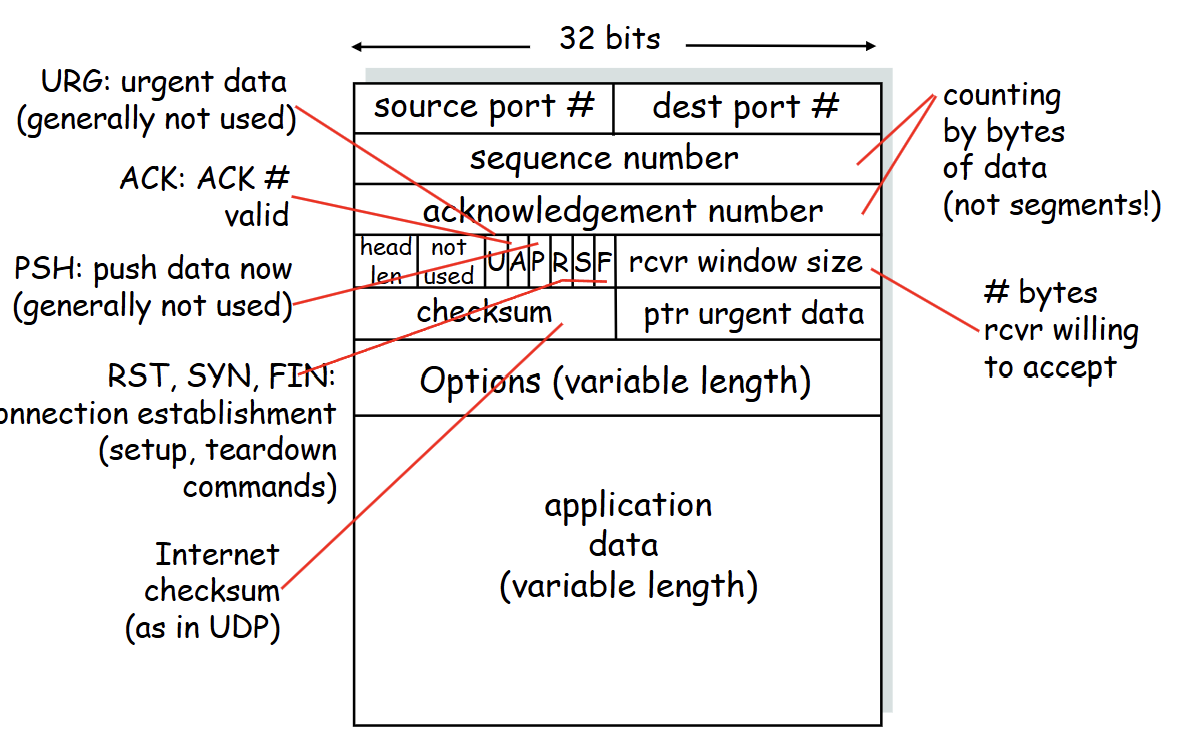 32 bits
URG: urgent data
(generally not used)
ACK: ACK #
valid
PSH: push data now
(generally not used)
RST, SYN, FIN:
onnection establishment
(setup, teardown
commands)
Internet
checksum
(as in UDP)
source port #
dest port #
sequence number
acknowledgement number
head
len
not
used
U
A
P
R
S
F
rcvr window size
checksum
ptr urgent data
Options (variable length)
application
data
(variable length)
counting
by bytes
of data
(not segments!)
# bytes
rcvr willing
to accept